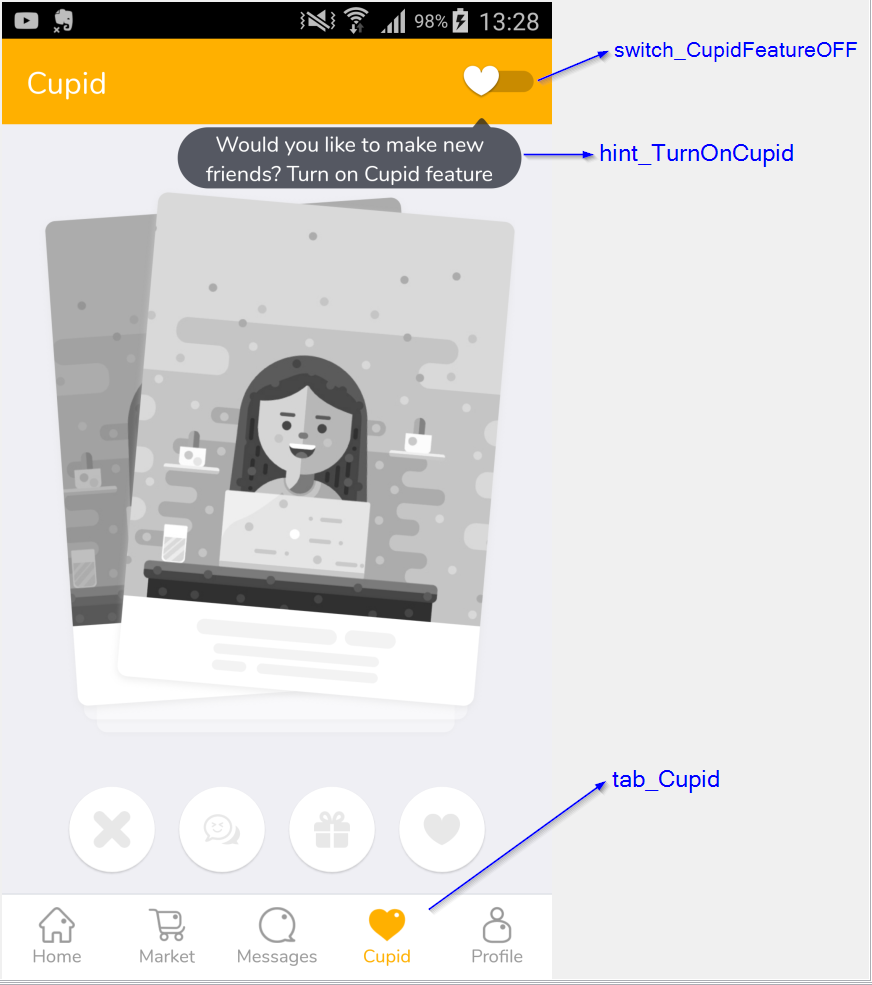 98% 13:28
switch_CupidFeatureOFF
Cupid
Would you like to make new
friends? Turn on Cupid feature
hint_TurnOnCupid
tab_Cupid
Home Market Messages Cupid Profile